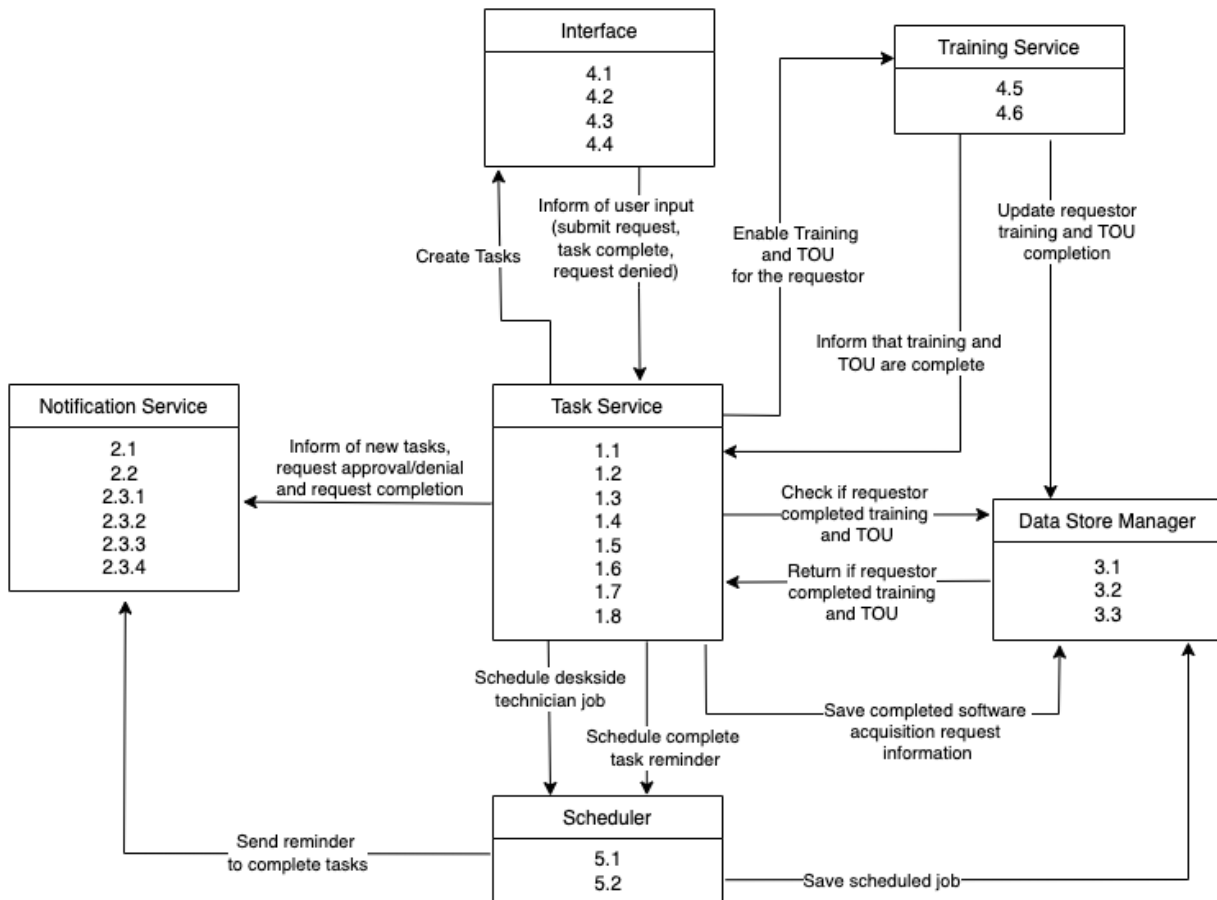 Interface
4.1
4.2
4.3
4.4
Training Service
4.5
4.6
Create Tasks
Inform of user input
(submit request,
task complete,
request denied)
Enable Training
and TOU
for the requestor
Update requestor
training and TOU
completion
Inform that training and
TOU are complete
Notification Service
2.1
2.2
2.3.1
2.3.2
2.3.3
2.3.4
Inform of new tasks,
request approval/denial
and request completion
Task Service
1.1
1.2
1.3
1.4
1.5
1.6
1.7
1.8
Check if requestor
completed training
and TOU
Return if requestor
completed training
and TOU
Data Store Manager
3.1
3.2
3.3
Schedule deskside
technician job
Schedule complete
task reminder
Save completed software
acquisition request
information
Scheduler
5.1
5.2
Send reminder
to complete tasks
Save scheduled job